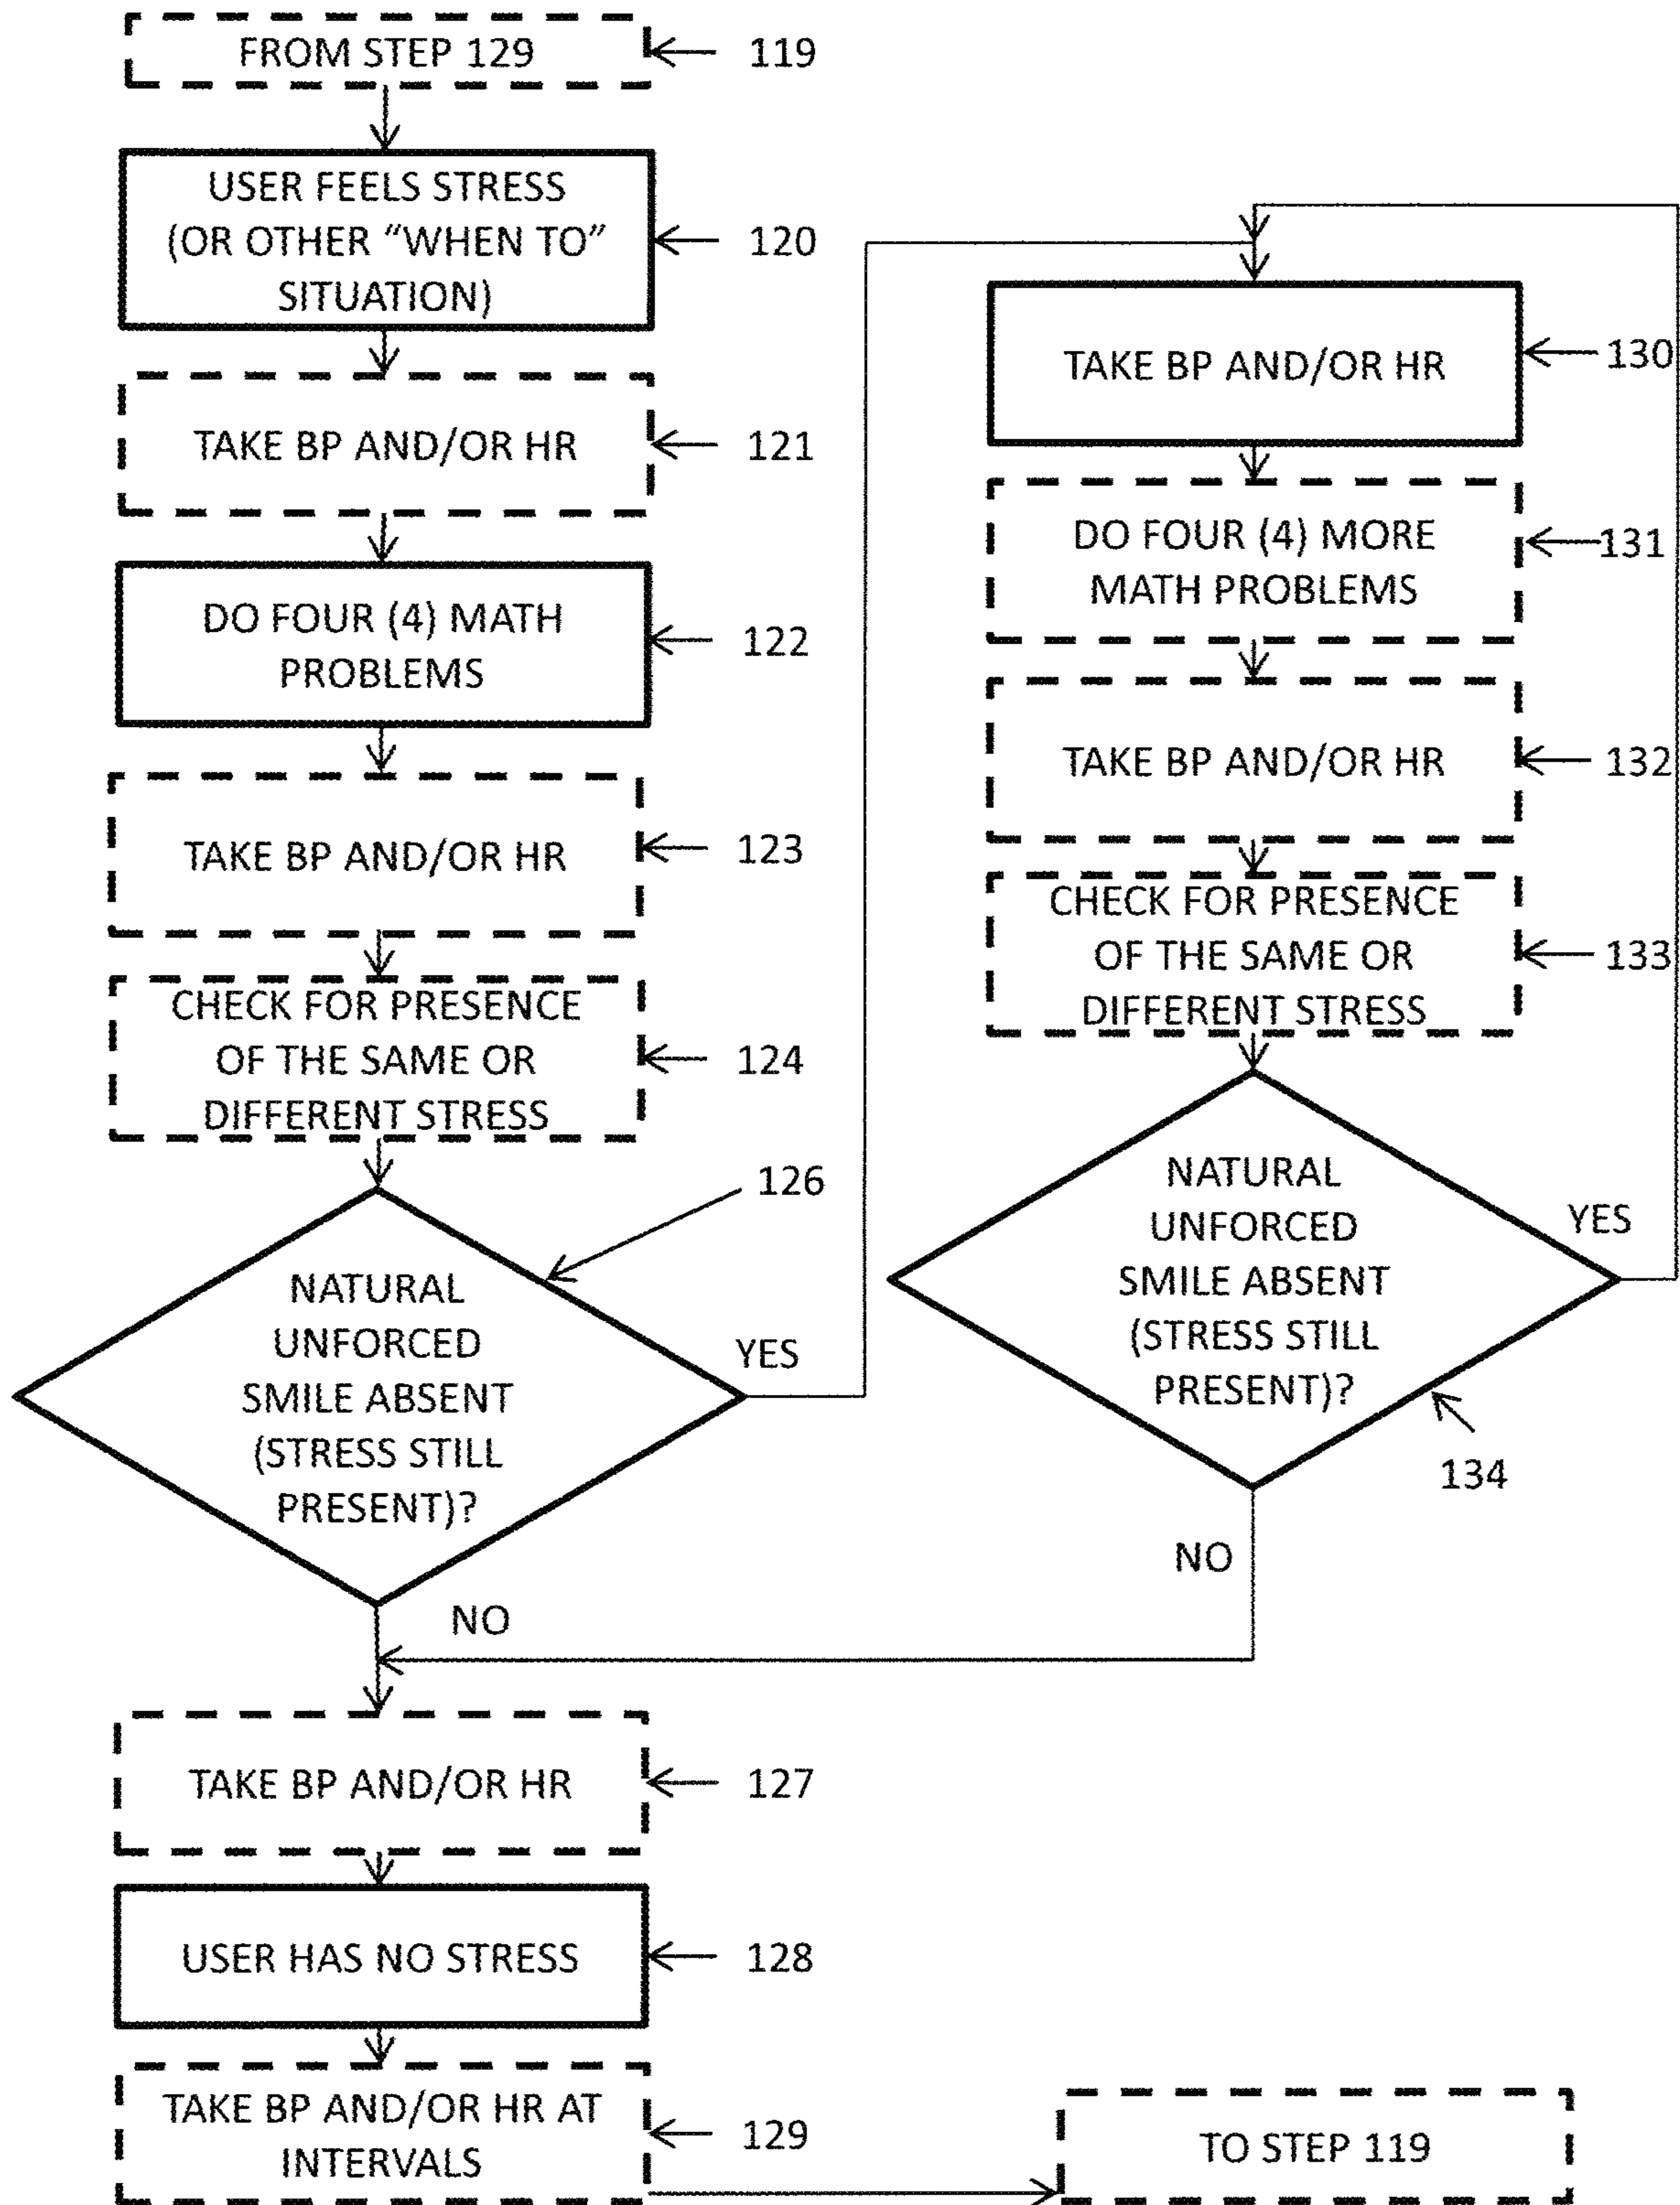 FROM STEP 129
119
USER FEELS STRESS
(OR OTHER “WHEN TO”
SITUATION)
120
TAKE BP AND/OR HR
121
DO FOUR (4) MATH
PROBLEMS
122
TAKE BP AND/OR HR
123
CHECK FOR PRESENCE
OF THE SAME OR
DIFFERENT STRESS
124
126
NATURAL
UNFORCED
SMILE ABSENT
(STRESS STILL
PRESENT)?
YES
NO
TAKE BP AND/OR HR
127
USER HAS NO STRESS
128
TAKE BP AND/OR HR AT
INTERVALS
129
TAKE BP AND/OR HR
130
DO FOUR (4) MORE
MATH PROBLEMS
131
TAKE BP AND/OR HR
132
CHECK FOR PRESENCE
OF THE SAME OR
DIFFERENT STRESS
133
NATURAL
UNFORCED
SMILE ABSENT
(STRESS STILL
PRESENT)?
YES
134
NO
TO STEP 119